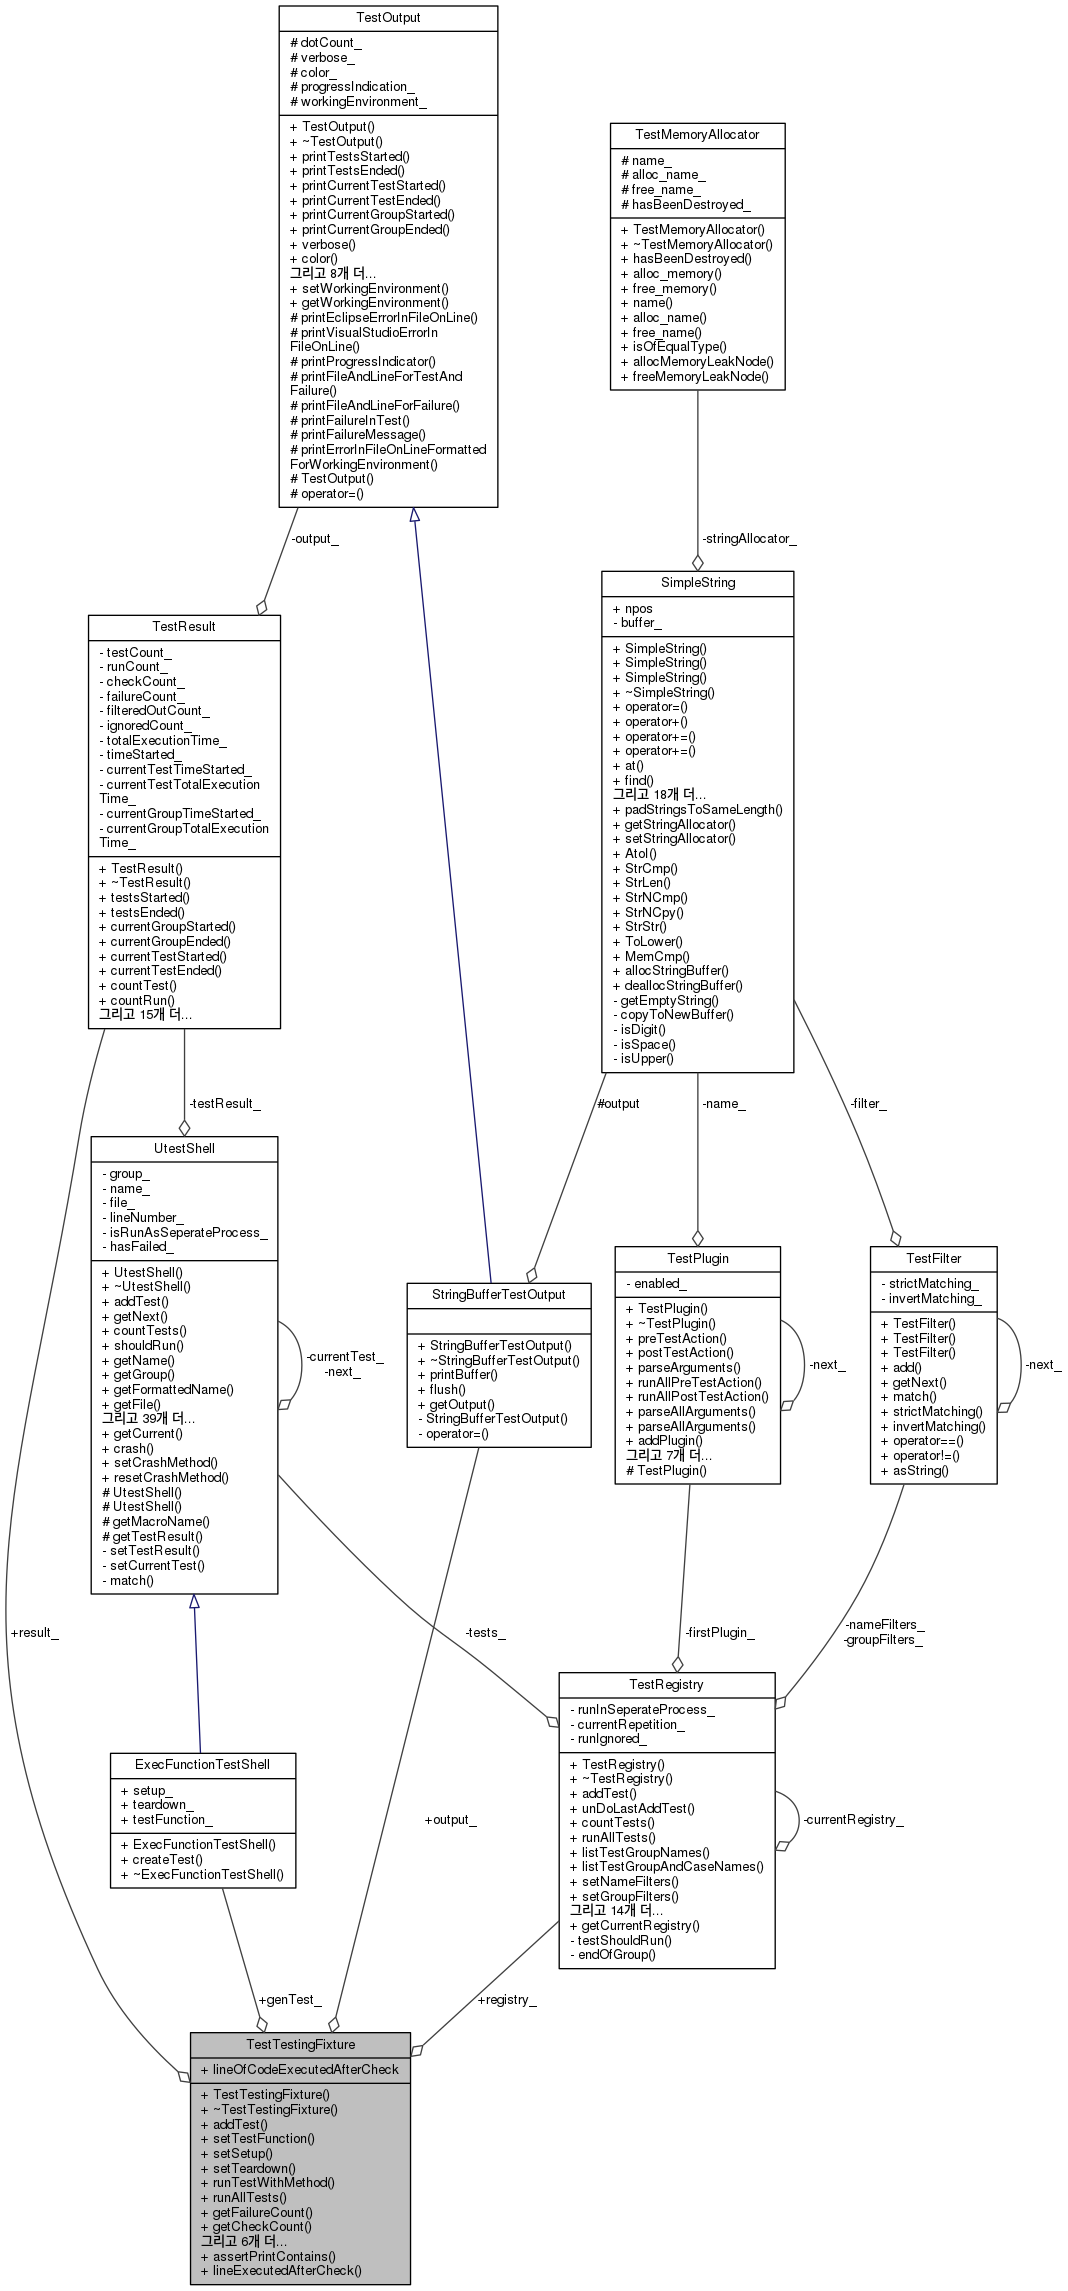 TestOutput
# dotCount_
# verbose_
# color_
# progressIndication_
# workingEnvironment_
+ TestOutput()
+ ~TestOutput()
+ printTestsStarted()
+ printTestsEnded()
+ printCurrentTestStarted()
+ printCurrentTestEnded()
+ printCurrentGroupStarted()
+ printCurrentGroupEnded()
+ verbose()
+ color()
그리고 8개 더...
+ setWorkingEnvironment()
+ getWorkingEnvironment()
# printEclipseErrorInFileOnLine()
# printVisualStudioErrorIn
FileOnLine()
# printProgressIndicator()
# printFileAndLineForTestAnd
Failure()
# printFileAndLineForFailure()
# printFailureInTest()
# printFailureMessage()
# printErrorInFileOnLineFormatted
ForWorkingEnvironment()
# TestOutput()
# operator=()
TestMemoryAllocator
# name_
# alloc_name_
# free_name_
# hasBeenDestroyed_
+ TestMemoryAllocator()
+ ~TestMemoryAllocator()
+ hasBeenDestroyed()
+ alloc_memory()
+ free_memory()
+ name()
+ alloc_name()
+ free_name()
+ isOfEqualType()
+ allocMemoryLeakNode()
+ freeMemoryLeakNode()
-output_
-stringAllocator_
TestResult
- testCount_
- runCount_
- checkCount_
- failureCount_
- filteredOutCount_
- ignoredCount_
- totalExecutionTime_
- timeStarted_
- currentTestTimeStarted_
- currentTestTotalExecution
Time_
- currentGroupTimeStarted_
- currentGroupTotalExecution
Time_
+ TestResult()
+ ~TestResult()
+ testsStarted()
+ testsEnded()
+ currentGroupStarted()
+ currentGroupEnded()
+ currentTestStarted()
+ currentTestEnded()
+ countTest()
+ countRun()
그리고 15개 더...
SimpleString
+ npos
- buffer_
+ SimpleString()
+ SimpleString()
+ SimpleString()
+ ~SimpleString()
+ operator=()
+ operator+()
+ operator+=()
+ operator+=()
+ at()
+ find()
그리고 18개 더...
+ padStringsToSameLength()
+ getStringAllocator()
+ setStringAllocator()
+ AtoI()
+ StrCmp()
+ StrLen()
+ StrNCmp()
+ StrNCpy()
+ StrStr()
+ ToLower()
+ MemCmp()
+ allocStringBuffer()
+ deallocStringBuffer()
- getEmptyString()
- copyToNewBuffer()
- isDigit()
- isSpace()
- isUpper()
-testResult_
#output
-name_
-filter_
UtestShell
- group_
- name_
- file_
- lineNumber_
- isRunAsSeperateProcess_
- hasFailed_
+ UtestShell()
+ ~UtestShell()
+ addTest()
+ getNext()
+ countTests()
+ shouldRun()
+ getName()
+ getGroup()
+ getFormattedName()
+ getFile()
그리고 39개 더...
+ getCurrent()
+ crash()
+ setCrashMethod()
+ resetCrashMethod()
# UtestShell()
# UtestShell()
# getMacroName()
# getTestResult()
- setTestResult()
- setCurrentTest()
- match()
-currentTest_
-next_
StringBufferTestOutput
+ StringBufferTestOutput()
+ ~StringBufferTestOutput()
+ printBuffer()
+ flush()
+ getOutput()
- StringBufferTestOutput()
- operator=()
TestPlugin
- enabled_
+ TestPlugin()
+ ~TestPlugin()
+ preTestAction()
+ postTestAction()
+ parseArguments()
+ runAllPreTestAction()
+ runAllPostTestAction()
+ parseAllArguments()
+ parseAllArguments()
+ addPlugin()
그리고 7개 더...
# TestPlugin()
-next_
TestFilter
- strictMatching_
- invertMatching_
+ TestFilter()
+ TestFilter()
+ TestFilter()
+ add()
+ getNext()
+ match()
+ strictMatching()
+ invertMatching()
+ operator==()
+ operator!=()
+ asString()
-next_
+result_
-tests_
-firstPlugin_
-nameFilters_
-groupFilters_
ExecFunctionTestShell
+ setup_
+ teardown_
+ testFunction_
+ ExecFunctionTestShell()
+ createTest()
+ ~ExecFunctionTestShell()
+output_
TestRegistry
- runInSeperateProcess_
- currentRepetition_
- runIgnored_
+ TestRegistry()
+ ~TestRegistry()
+ addTest()
+ unDoLastAddTest()
+ countTests()
+ runAllTests()
+ listTestGroupNames()
+ listTestGroupAndCaseNames()
+ setNameFilters()
+ setGroupFilters()
그리고 14개 더...
+ getCurrentRegistry()
- testShouldRun()
- endOfGroup()
-currentRegistry_
+genTest_
+registry_
TestTestingFixture
+ lineOfCodeExecutedAfterCheck
+ TestTestingFixture()
+ ~TestTestingFixture()
+ addTest()
+ setTestFunction()
+ setSetup()
+ setTeardown()
+ runTestWithMethod()
+ runAllTests()
+ getFailureCount()
+ getCheckCount()
그리고 6개 더...
+ assertPrintContains()
+ lineExecutedAfterCheck()